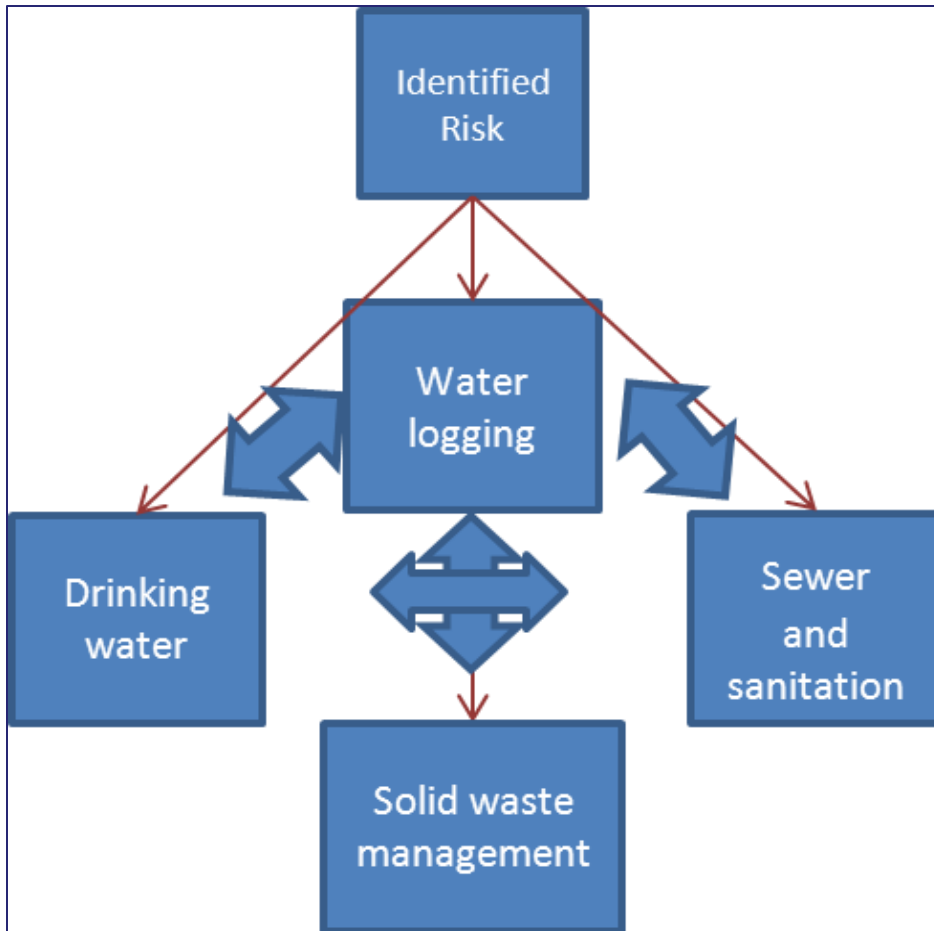 Identified
Risk
Water
logging
Drinking
water
Sewer
and
sanitation
Solid waste
management